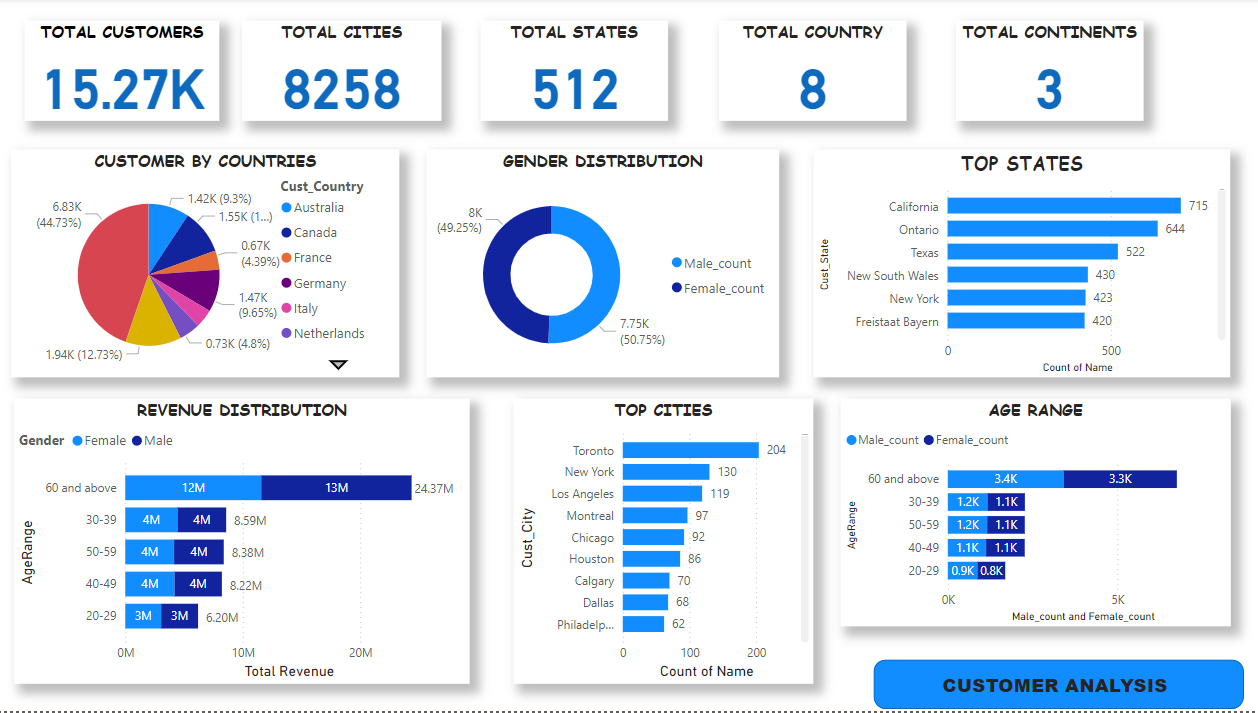 TOTAL CUSTOMERS
15.27K
TOTAL CITIES
8258
TOTAL STATES
512
TOTAL COUNTRY
8
TOTAL CONTINENTS
3
CUSTOMER BY COUNTRIES
6.83K
(44.73%)
1.42K (9.3%)
1.55K (1...)
0.67K
(4.39%)
1.47K
(9.65%)
0.73K (4.8%)
1.94K (12.73%)
Cust_Country
Australia
Canada
France
Germany
Italy
Netherlands
GENDER DISTRIBUTION
8K
(49.25%)
7.75K
(50.75%)
Male_count
Female_count
TOP STATES
Cust_State
California 715
Ontario 644
Texas 522
New South Wales 430
New York 423
Freistaat Bayern 420
0 500
Count of Name
REVENUE DISTRIBUTION
Gender Female Male
AgeRange
60 and above 12M 13M 24.37M
30-39 4M 4M 8.59M
50-59 4M 4M 8.38M
40-49 4M 4M 8.22M
20-29 3M 3M 6.20M
0M 10M 20M
Total Revenue
TOP CITIES
Cust_City
Toronto 204
New York 130
Los Angeles 119
Montreal 97
Chicago 92
Houston 86
Calgary 70
Dallas 68
Philadelp... 62
0 100 200
Count of Name
AGE RANGE
Male_count Female_count
AgeRange
60 and above 3.4K 3.3K
30-39 1.2K 1.1K
50-59 1.2K 1.1K
40-49 1.1K 1.1K
20-29 0.9K 0.8K
0K 5K
Male_count and Female_count
CUSTOMER ANALYSIS